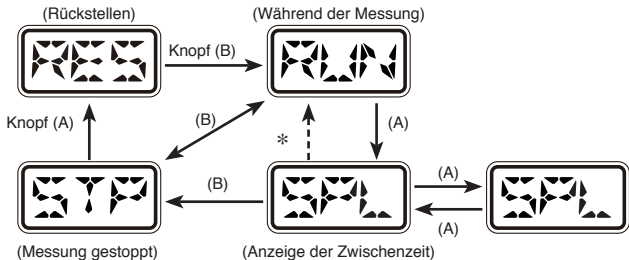 (Rückstellen)
(Während der Messung)
RES
Knopf (B)
RUN
Knopf (A)
(B)
*
(A)
STP
(B)
SPL
(A)
(A)
SPL
(Messung gestoppt)
(Anzeige der Zwischenzeit)